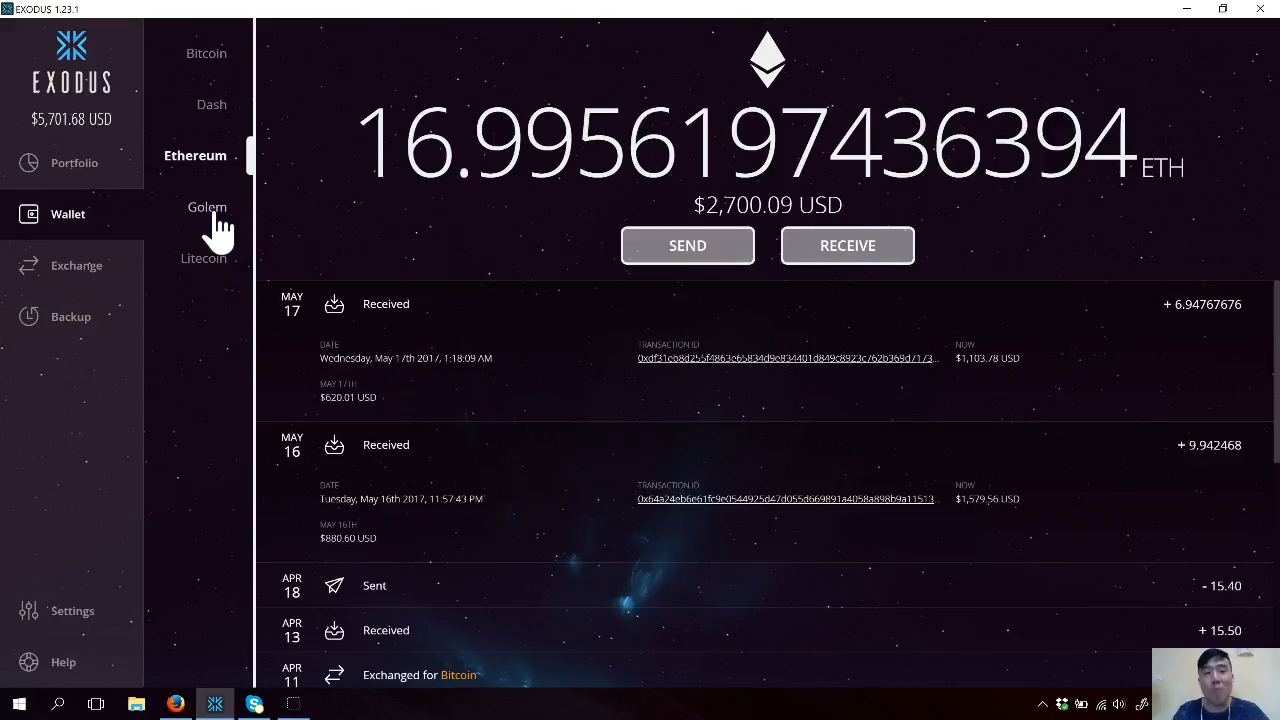 EXODUS 1.23.1
EXODUS
$5,701.68 USD
Portfolio
Wallet
Exchange
Backup
Settings
Help
Bitcoin
Dash
Ethereum
Golem
Litecoin
16.9956197436394 ETH
$2,700.09 USD
SEND RECEIVE
MAY 17 Received + 6.94767676
DATE TRANSACTION ID NOW
Wednesday, May 17th 2017, 1:18:09 AM 0xdf31eb8d255f4863e65834d9e834401d849c8923c762b369d7173... $1,103.78 USD
MAY 17TH
$620.01 USD
MAY 16 Received + 9.942468
DATE TRANSACTION ID NOW
Tuesday, May 16th 2017, 11:57:43 PM 0x64a24eb6e61fc9e0544925d47d055d669891a4058a898b9a11513... $1,579.56 USD
MAY 16TH
$880.60 USD
APR 18 Sent - 15.40
APR 13 Received + 15.50
APR 11 Exchanged for Bitcoin